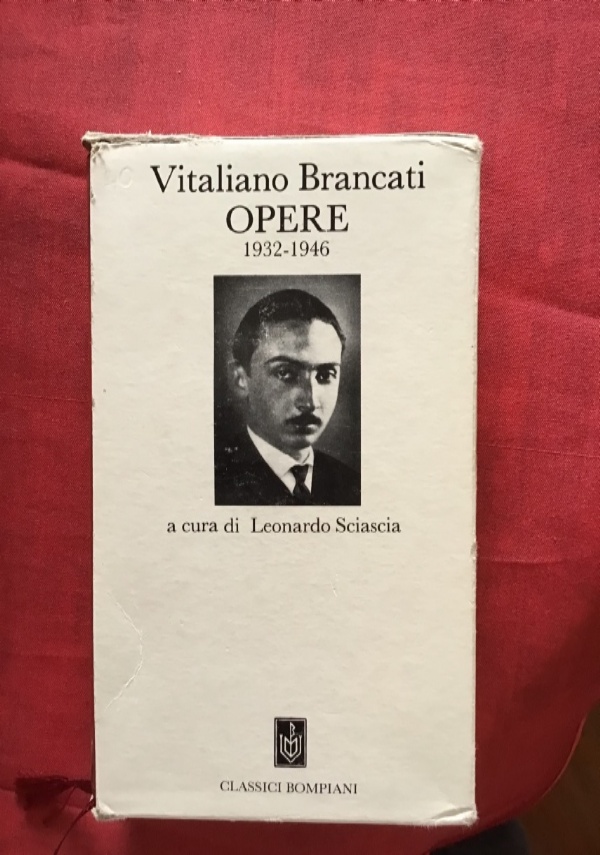 Vitaliano Brancati
OPERE
1932-1946
a cura di Leonardo Sciascia
CLASSICI BOMPIANI